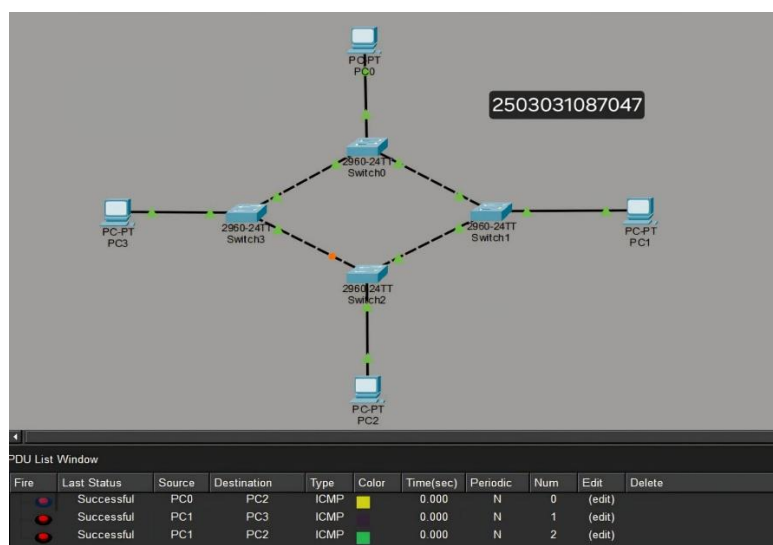 PC-PT
PC0
2503031087047
2960-24TT
Switch0
PC-PT
PC3
2960-24TT
Switch3
2960-24TT
Switch1
PC-PT
PC1
2960-24TT
Switch2
PC-PT
PC2
PDU List Window
Fire Last Status Source Destination Type Color Time(sec) Periodic Num Edit Delete
Successful PC0 PC2 ICMP 0.000 N 0 (edit)
Successful PC1 PC3 ICMP 0.000 N 1 (edit)
Successful PC1 PC2 ICMP 0.000 N 2 (edit)